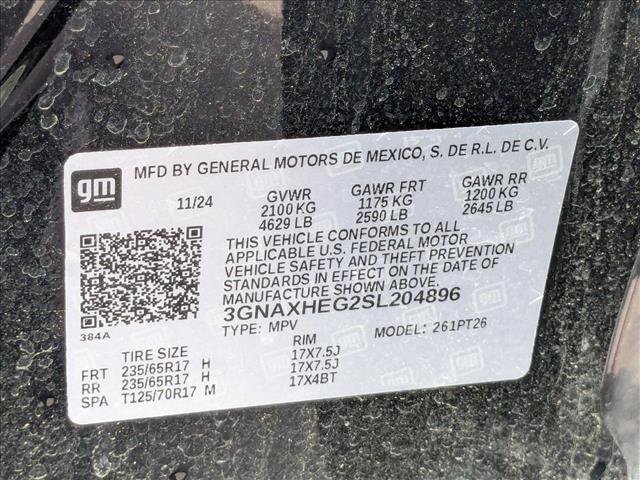 MFD BY GENERAL MOTORS DE MEXICO, S. DE R.L. DE C.V.
gm
11/24 GVWR GAWR FRT GAWR RR
2100 KG 1175 KG 1200 KG
4629 LB 2590 LB 2645 LB
THIS VEHICLE CONFORMS TO ALL
APPLICABLE U.S. FEDERAL MOTOR
VEHICLE SAFETY AND THEFT PREVENTION
STANDARDS IN EFFECT ON THE DATE OF
MANUFACTURE SHOWN ABOVE.
3GNAXHEG2SL204896
384A
TYPE: MPV MODEL: 261PT26
TIRE SIZE RIM
FRT 235/65R17 H 17X7.5J
RR 235/65R17 H 17X7.5J
SPA T125/70R17 M 17X4BT